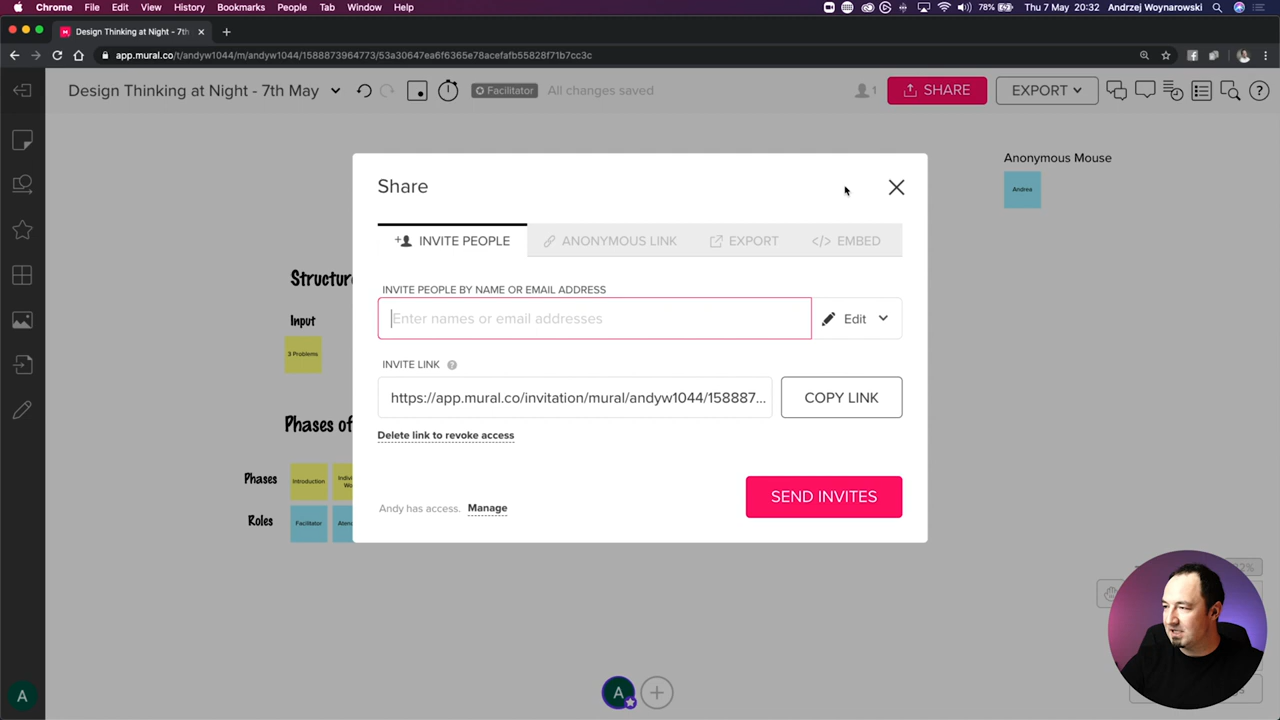 Chrome File Edit View History Bookmarks People Tab Window Help
78% Thu 7 May 20:32 Andrzej Woynarowski
Design Thinking at Night - 7th
app.mural.co/t/andyw1044/m/andyw1044/1588873964773/53a30647ea6f6365e78acefafb55828f71b7cc3c
Design Thinking at Night - 7th May
Facilitator
All changes saved
1
SHARE
EXPORT
Anonymous Mouse
Andrea
Share
INVITE PEOPLE
ANONYMOUS LINK
EXPORT
</> EMBED
INVITE PEOPLE BY NAME OR EMAIL ADDRESS
Enter names or email addresses
Edit
INVITE LINK ?
https://app.mural.co/invitation/mural/andyw1044/158887...
COPY LINK
Delete link to revoke access
SEND INVITES
Andy has access. Manage
Structur
Input
3 Problems
Phases of
Phases
Introduction
Roles
Facilitator
A
A